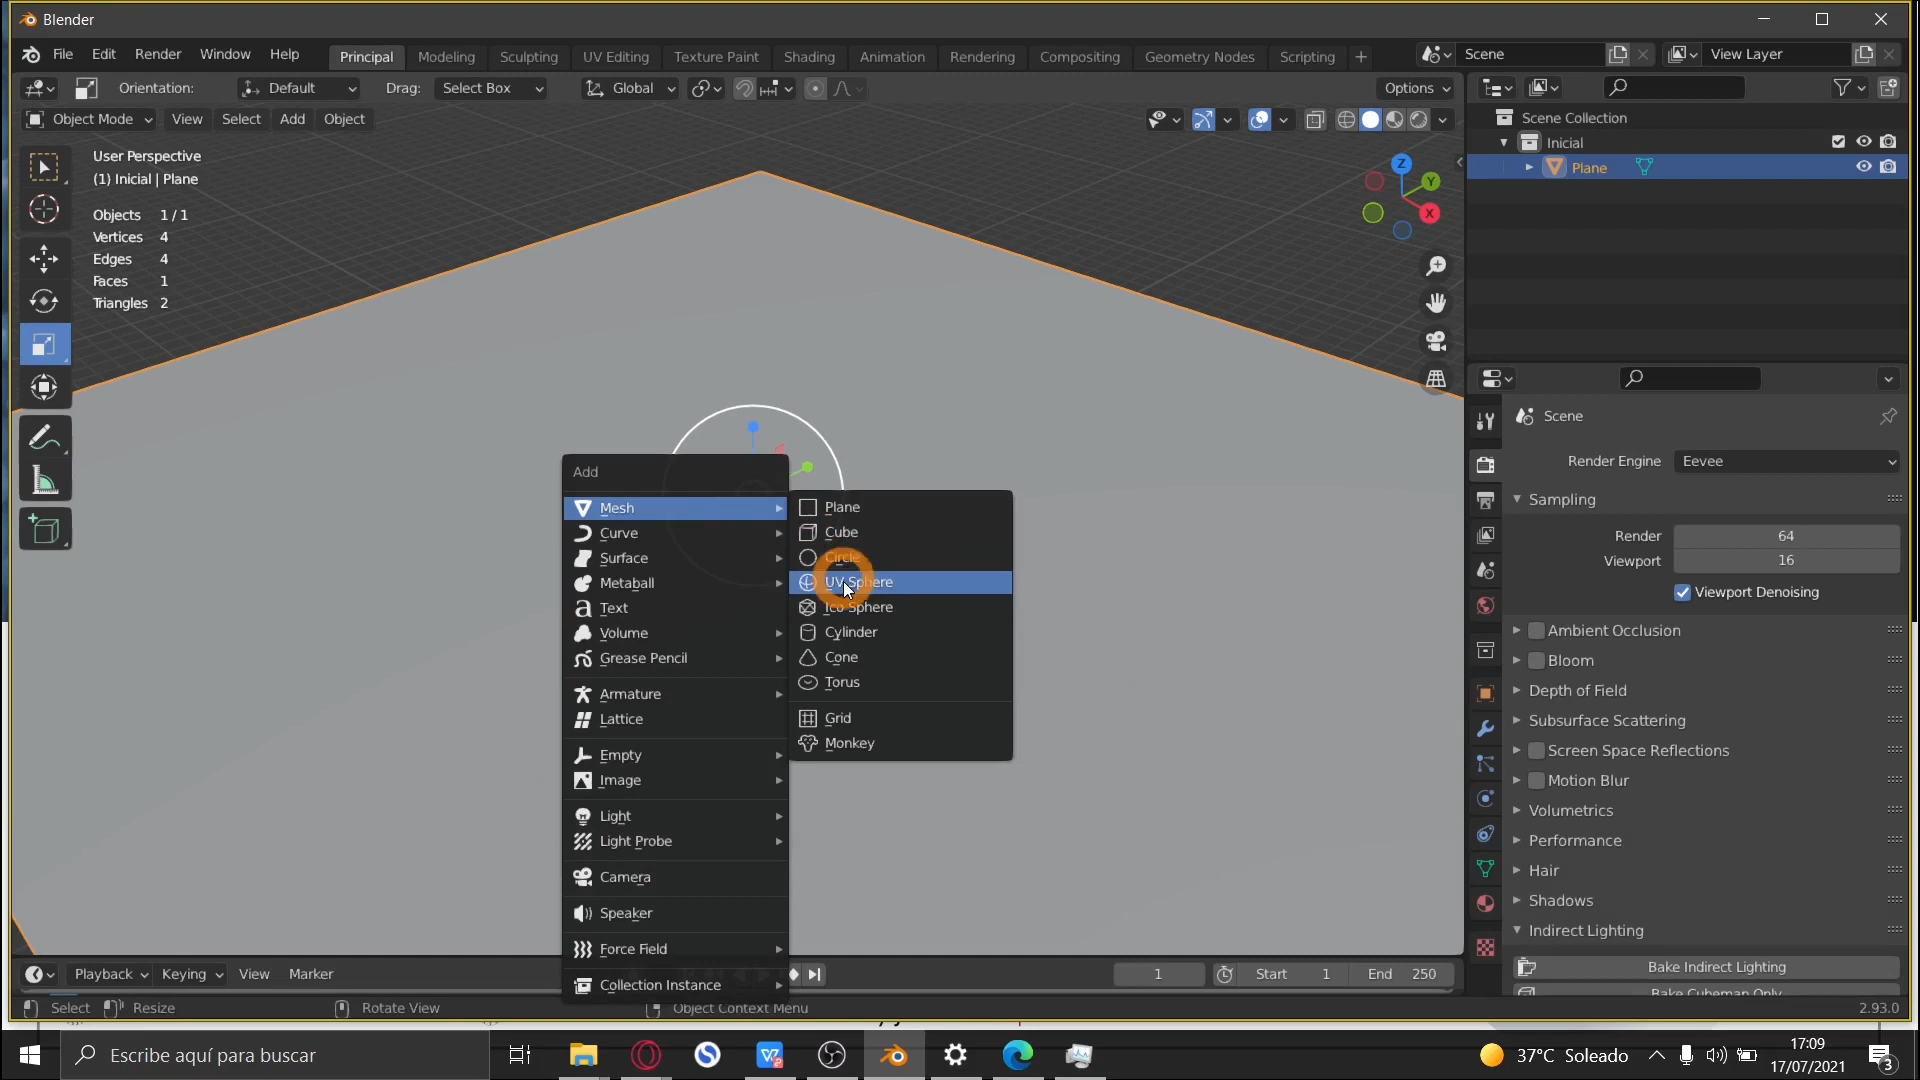 Blender
File Edit Render Window Help Principal Modeling Sculpting UV Editing Texture Paint Shading Animation Rendering Compositing Geometry Nodes Scripting + Scene View Layer
Orientation: Default Drag: Select Box Global Options
Object Mode View Select Add Object
User Perspective
(1) Inicial | Plane
Objects 1/1
Vertices 4
Edges 4
Faces 1
Triangles 2
Z
Y
X
Add
Mesh
Curve
Surface
Metaball
Text
Volume
Grease Pencil
Armature
Lattice
Empty
Image
Light
Light Probe
Camera
Speaker
Force Field
Collection Instance
Plane
Cube
Circle
UV Sphere
Ico Sphere
Cylinder
Cone
Torus
Grid
Monkey
Scene Collection
Inicial
Plane
Scene
Render Engine Eevee
Sampling
Render 64
Viewport 16
Viewport Denoising
Ambient Occlusion
Bloom
Depth of Field
Subsurface Scattering
Screen Space Reflections
Motion Blur
Volumetrics
Performance
Hair
Shadows
Indirect Lighting
Bake Indirect Lighting
Bake Cubemap Only
Playback Keying View Marker 1 Start 1 End 250
Select Resize Rotate View Object Context Menu 2.93.0
Escribe aquí para buscar
37°C Soleado
17:09
17/07/2021
3